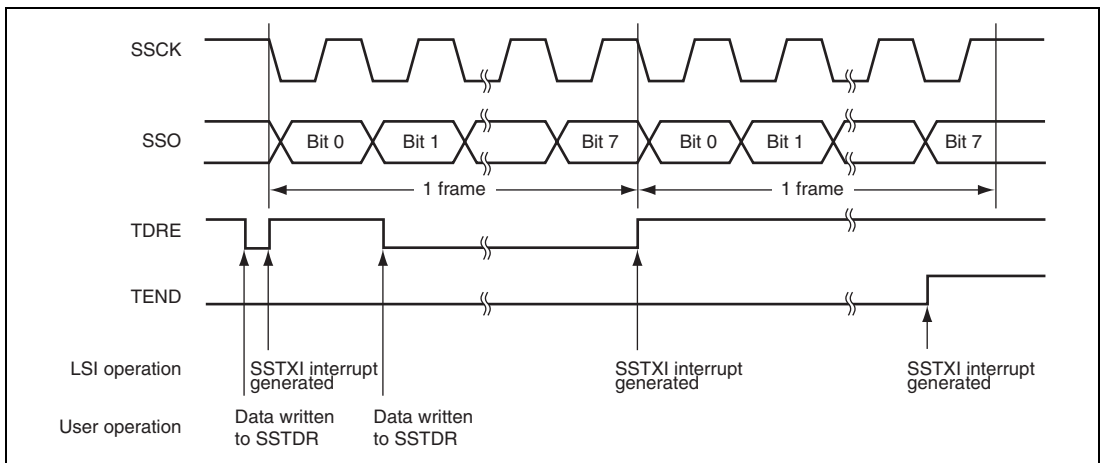 SSCK
SSO
Bit 0
Bit 1
Bit 7
Bit 0
Bit 1
Bit 7
1 frame
1 frame
TDRE
TEND
LSI operation
SSTXI interrupt
generated
SSTXI interrupt
generated
SSTXI interrupt
generated
User operation
Data written
to SSTDR
Data written
to SSTDR